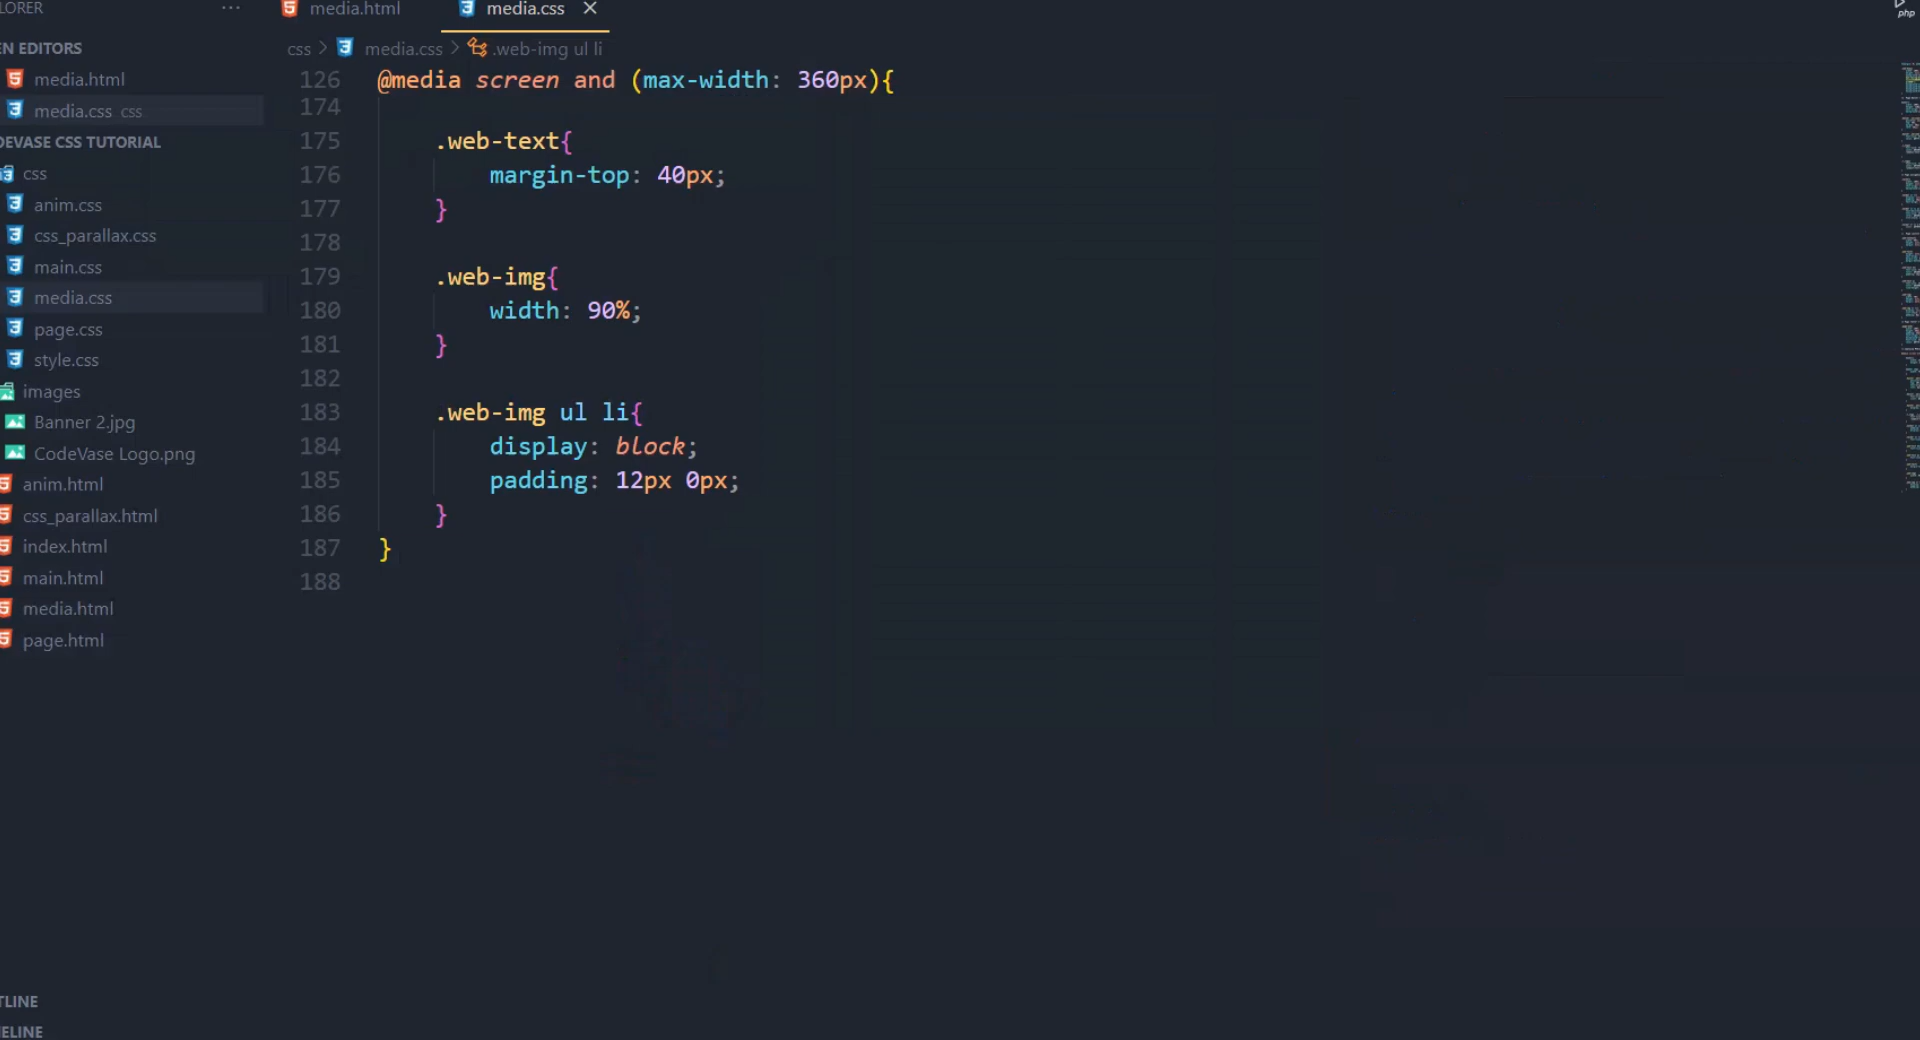 LORER ···
media.html
media.css ×
php
EN EDITORS
media.html
media.css css
DEVASE CSS TUTORIAL
css
anim.css
css_parallax.css
main.css
media.css
page.css
style.css
images
Banner 2.jpg
CodeVase Logo.png
anim.html
css_parallax.html
index.html
main.html
media.html
page.html
TLINE
ELINE
css > media.css > .web-img ul li
126 @media screen and (max-width: 360px){
174
175 .web-text{
176 margin-top: 40px;
177 }
178
179 .web-img{
180 width: 90%;
181 }
182
183 .web-img ul li{
184 display: block;
185 padding: 12px 0px;
186 }
187 }
188